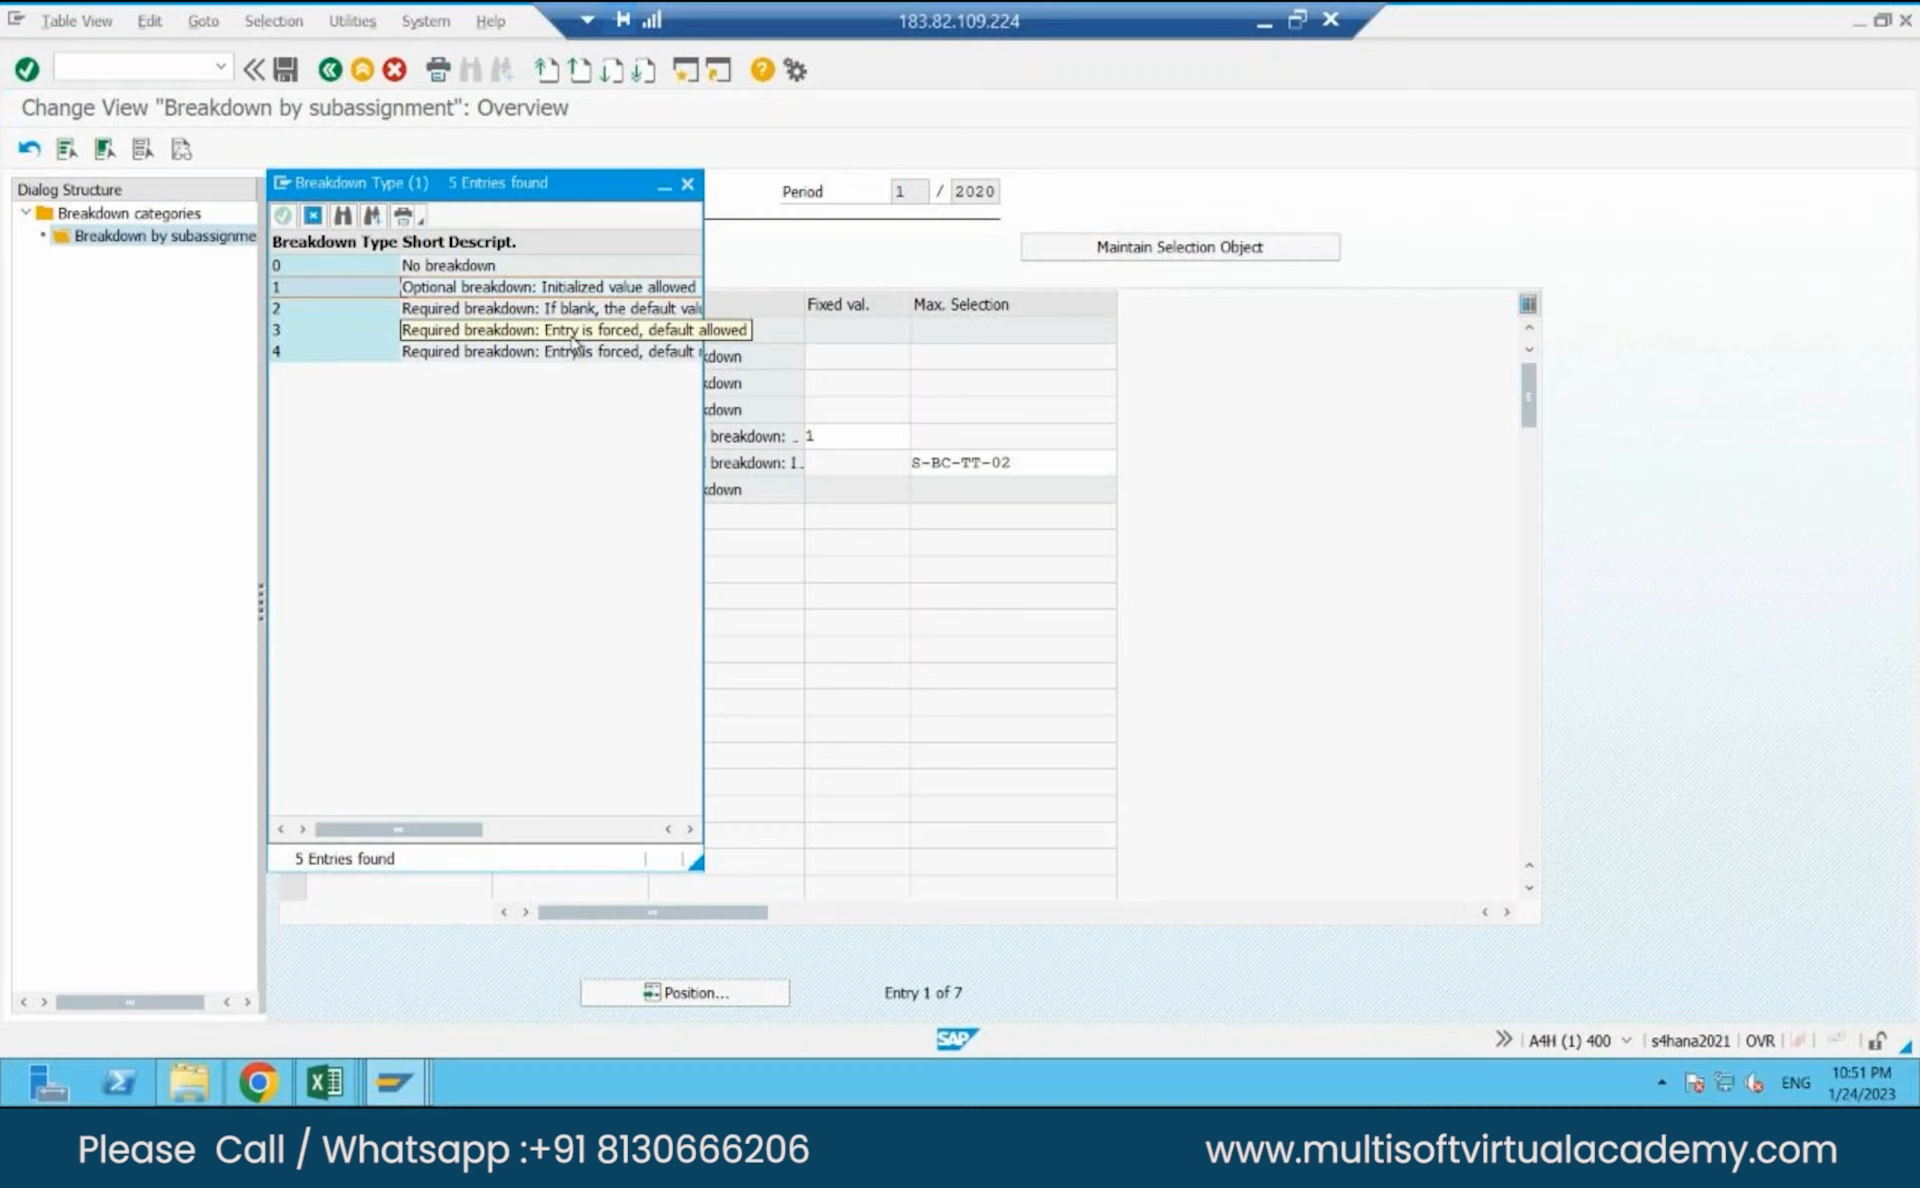 Table View Edit Goto Selection Utilities System Help
183.82.109.224
Change View "Breakdown by subassignment": Overview
Dialog Structure
Breakdown categories
Breakdown by subassignme
Breakdown Type (1) 5 Entries found
Breakdown Type Short Descript.
0 No breakdown
1 Optional breakdown: Initialized value allowed
2 Required breakdown: If blank, the default valu
3 Required breakdown: Entry is forced, default allowed
4 Required breakdown: Entry is forced, default
5 Entries found
Period 1 / 2020
Maintain Selection Object
Fixed val. Max. Selection
kdown
kdown
kdown
breakdown: .. 1
breakdown: I.. S-BC-TT-02
kdown
Position... Entry 1 of 7
SAP
A4H (1) 400 s4hana2021 OVR
ENG
10:51 PM
1/24/2023
Please Call / Whatsapp :+91 8130666206
www.multisoftvirtualacademy.com